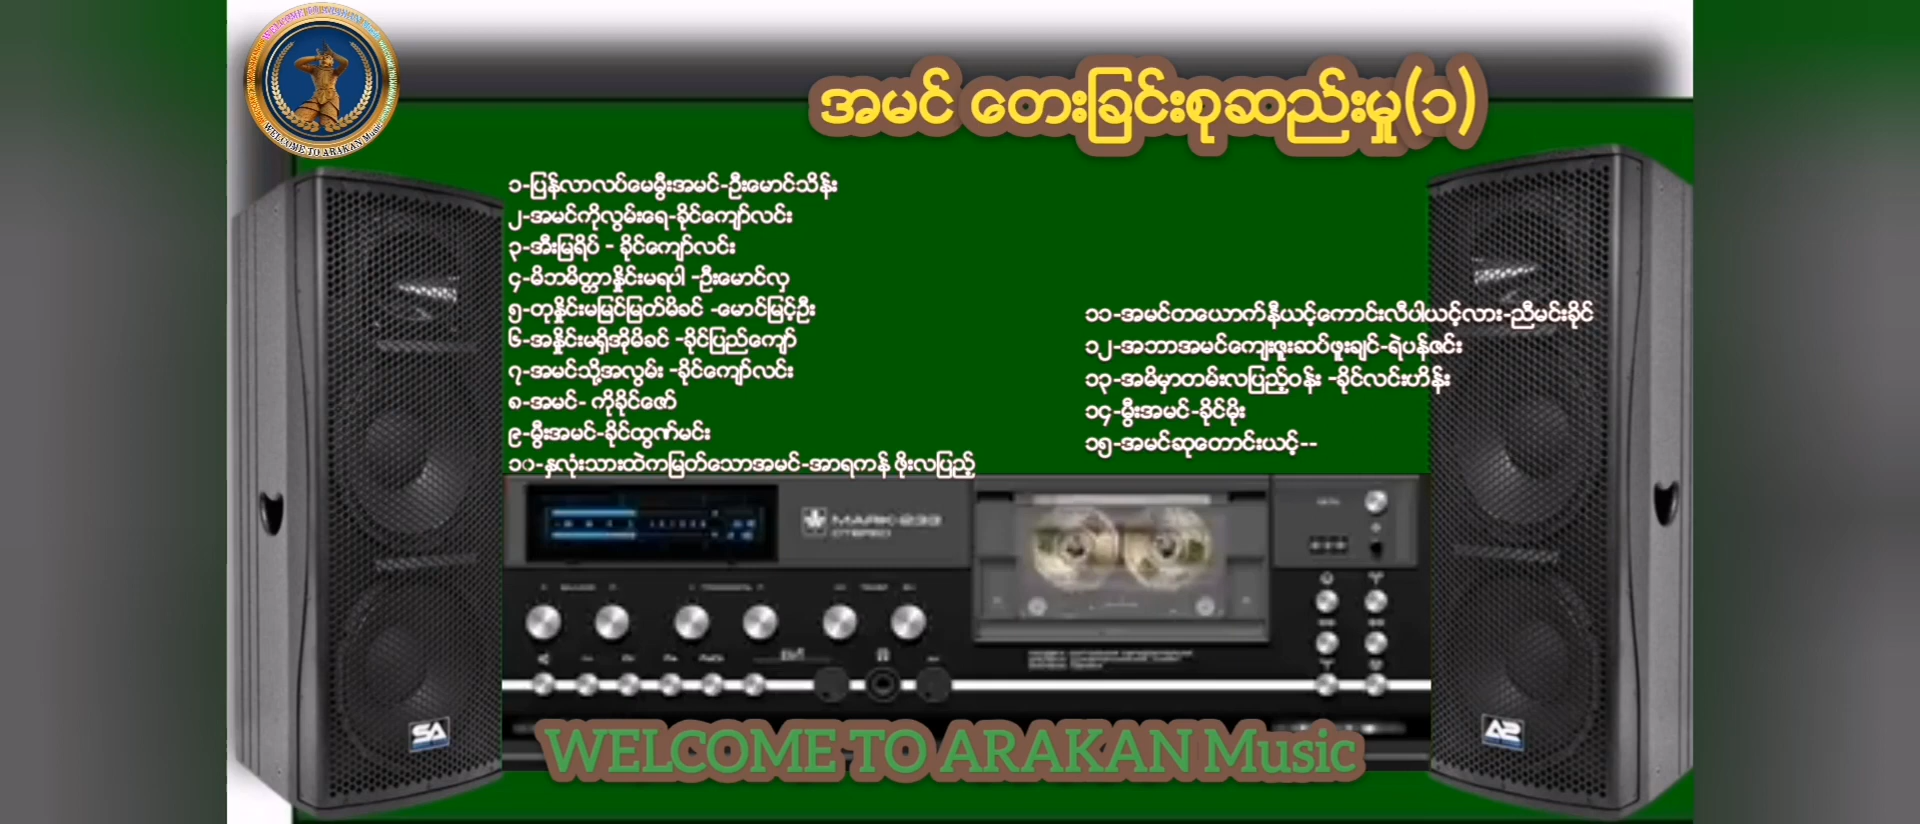 WELCOME TO ARAKAN Music
အမင် တေးခြင်းစုဆည်းမှု(၁)
၁-ပြန်လာလပ်မေမွီးအမင်-ဦးမောင်သိန်း
၂-အမင်ကိုလွမ်းရေ-ခိုင်ကျော်လင်း
၃-အီးမြရိပ် - ခိုင်ကျော်လင်း
၄-မိဘမိတ္တာနှိုင်းမရပါ -ဦးမောင်လှ
၅-တုနှိုင်းမမြင်မြတ်မိခင် -မောင်မြင့်ဦး
၆-အနှိုင်းမရှိအိုမိခင် -ခိုင်ပြည်ကျော်
၇-အမင်သို့အလွမ်း -ခိုင်ကျော်လင်း
၈-အမင်- ကိုခိုင်ဇော်
၉-မွီးအမင်-ခိုင်ထွဏ်မင်း
၁၀-နှလုံးသားထဲကမြတ်သောအမင်-အာရကန် ဖိုးလပြည့်
၁၁-အမင်တယောက်နီယင့်ကောင်းလီပါယင့်လား-ညီမင်းခိုင်
၁၂-အဘာအမင်ကျေးဇူးဆပ်ဖူးချင်-ရဲပန်ဇင်း
၁၃-အမိမှာတမ်းလပြည့်ဝန်း -ခိုင်လင်းဟိန်း
၁၄-မွီးအမင်-ခိုင်မိုး
၁၅-အမင်ဆုတောင်းယင့်--
MARK-233
STEREO
SA
WELCOME TO ARAKAN Music